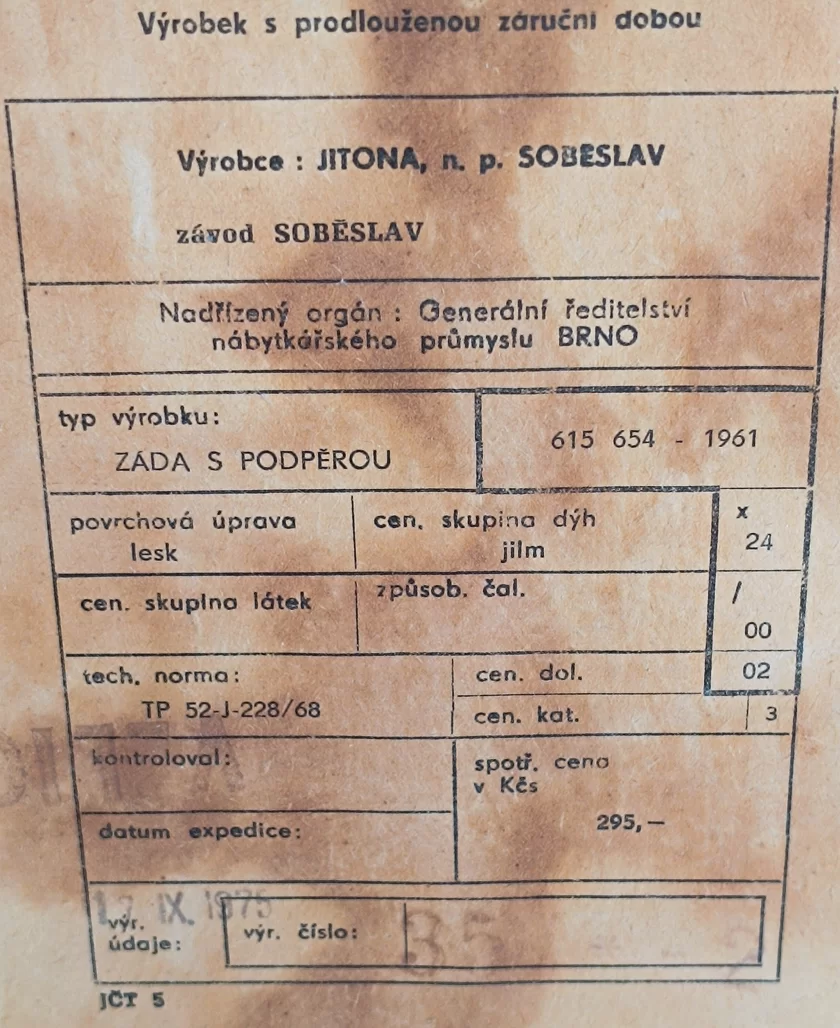 Výrobek s prodlouženou záruční dobou
Výrobce : JITONA, n. p. SOBĚSLAV
závod SOBĚSLAV
Nadřízený orgán : Generální ředitelství
nábytkářského průmyslu BRNO
typ výrobku:
ZÁDA S PODPĚROU
615 654 - 1961
povrchová úprava
lesk
cen. skupina dýh
jilm
x
24
cen. skupina látek
způsob. čal.
/
00
tech. norma:
TP 52-J-228/68
cen. dol.
02
cen. kat.
3
kontroloval:
spotř. cena
v Kčs
295,—
datum expedice:
IX. 1975
výr.
údaje:
výr. číslo:
35
JČT 5